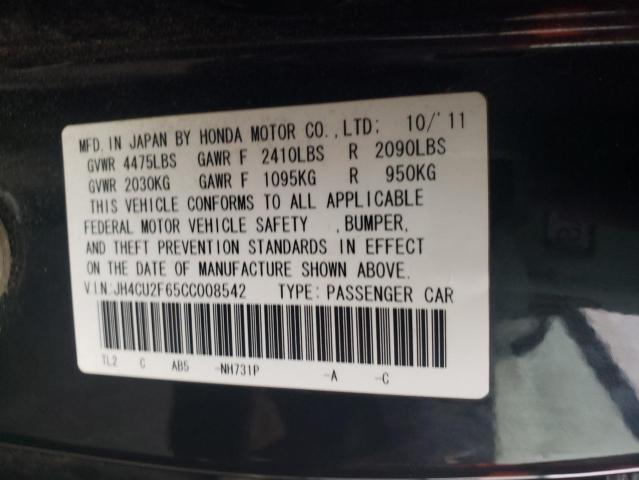 MFD. IN JAPAN BY HONDA MOTOR CO., LTD: 10/'11
GVWR 4475LBS GAWR F 2410LBS R 2090LBS
GVWR 2030KG GAWR F 1095KG R 950KG
THIS VEHICLE CONFORMS TO ALL APPLICABLE
FEDERAL MOTOR VEHICLE SAFETY , BUMPER,
AND THEFT PREVENTION STANDARDS IN EFFECT
ON THE DATE OF MANUFACTURE SHOWN ABOVE.
VIN:JH4CU2F65CC008542 TYPE: PASSENGER CAR
TL2 C AB5 -NH731P -A -C